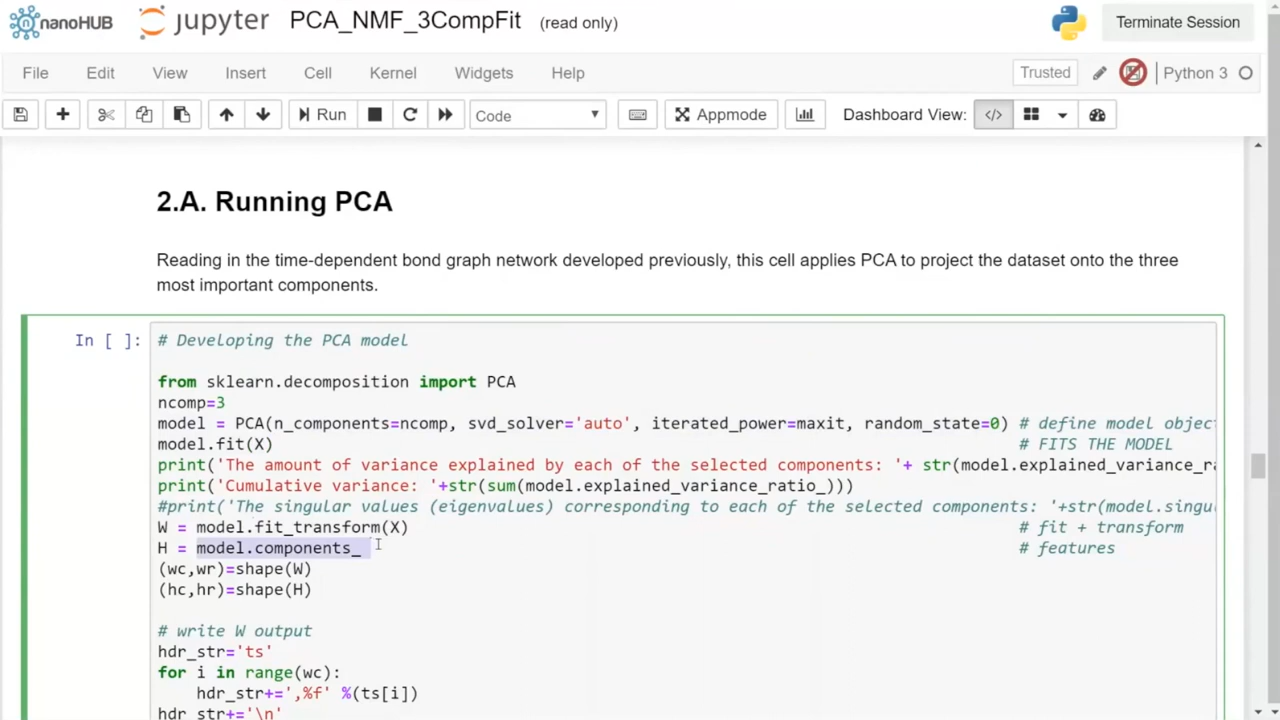 nanoHUB jupyter PCA_NMF_3CompFit (read only) Terminate Session
File Edit View Insert Cell Kernel Widgets Help Trusted Python 3
Run Code Appmode Dashboard View: </>
2.A. Running PCA
Reading in the time-dependent bond graph network developed previously, this cell applies PCA to project the dataset onto the three
most important components.
In [ ]: # Developing the PCA model
from sklearn.decomposition import PCA
ncomp=3
model = PCA(n_components=ncomp, svd_solver='auto', iterated_power=maxit, random_state=0) # define model objec
model.fit(X) # FITS THE MODEL
print('The amount of variance explained by each of the selected components: '+ str(model.explained_variance_ra
print('Cumulative variance: '+str(sum(model.explained_variance_ratio_)))
#print('The singular values (eigenvalues) corresponding to each of the selected components: '+str(model.singu
W = model.fit_transform(X) # fit + transform
H = model.components_ # features
(wc,wr)=shape(W)
(hc,hr)=shape(H)
# write W output
hdr_str='ts'
for i in range(wc):
hdr_str+=',%f' %(ts[i])
hdr_str+='\n'